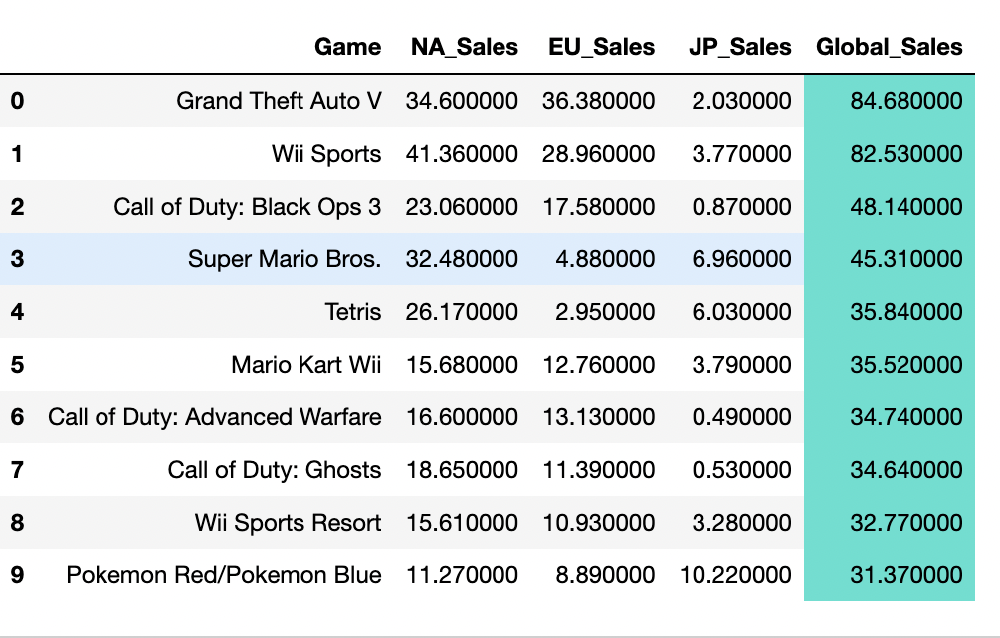 Game NA_Sales EU_Sales JP_Sales Global_Sales
0 Grand Theft Auto V 34.600000 36.380000 2.030000 84.680000
1 Wii Sports 41.360000 28.960000 3.770000 82.530000
2 Call of Duty: Black Ops 3 23.060000 17.580000 0.870000 48.140000
3 Super Mario Bros. 32.480000 4.880000 6.960000 45.310000
4 Tetris 26.170000 2.950000 6.030000 35.840000
5 Mario Kart Wii 15.680000 12.760000 3.790000 35.520000
6 Call of Duty: Advanced Warfare 16.600000 13.130000 0.490000 34.740000
7 Call of Duty: Ghosts 18.650000 11.390000 0.530000 34.640000
8 Wii Sports Resort 15.610000 10.930000 3.280000 32.770000
9 Pokemon Red/Pokemon Blue 11.270000 8.890000 10.220000 31.370000